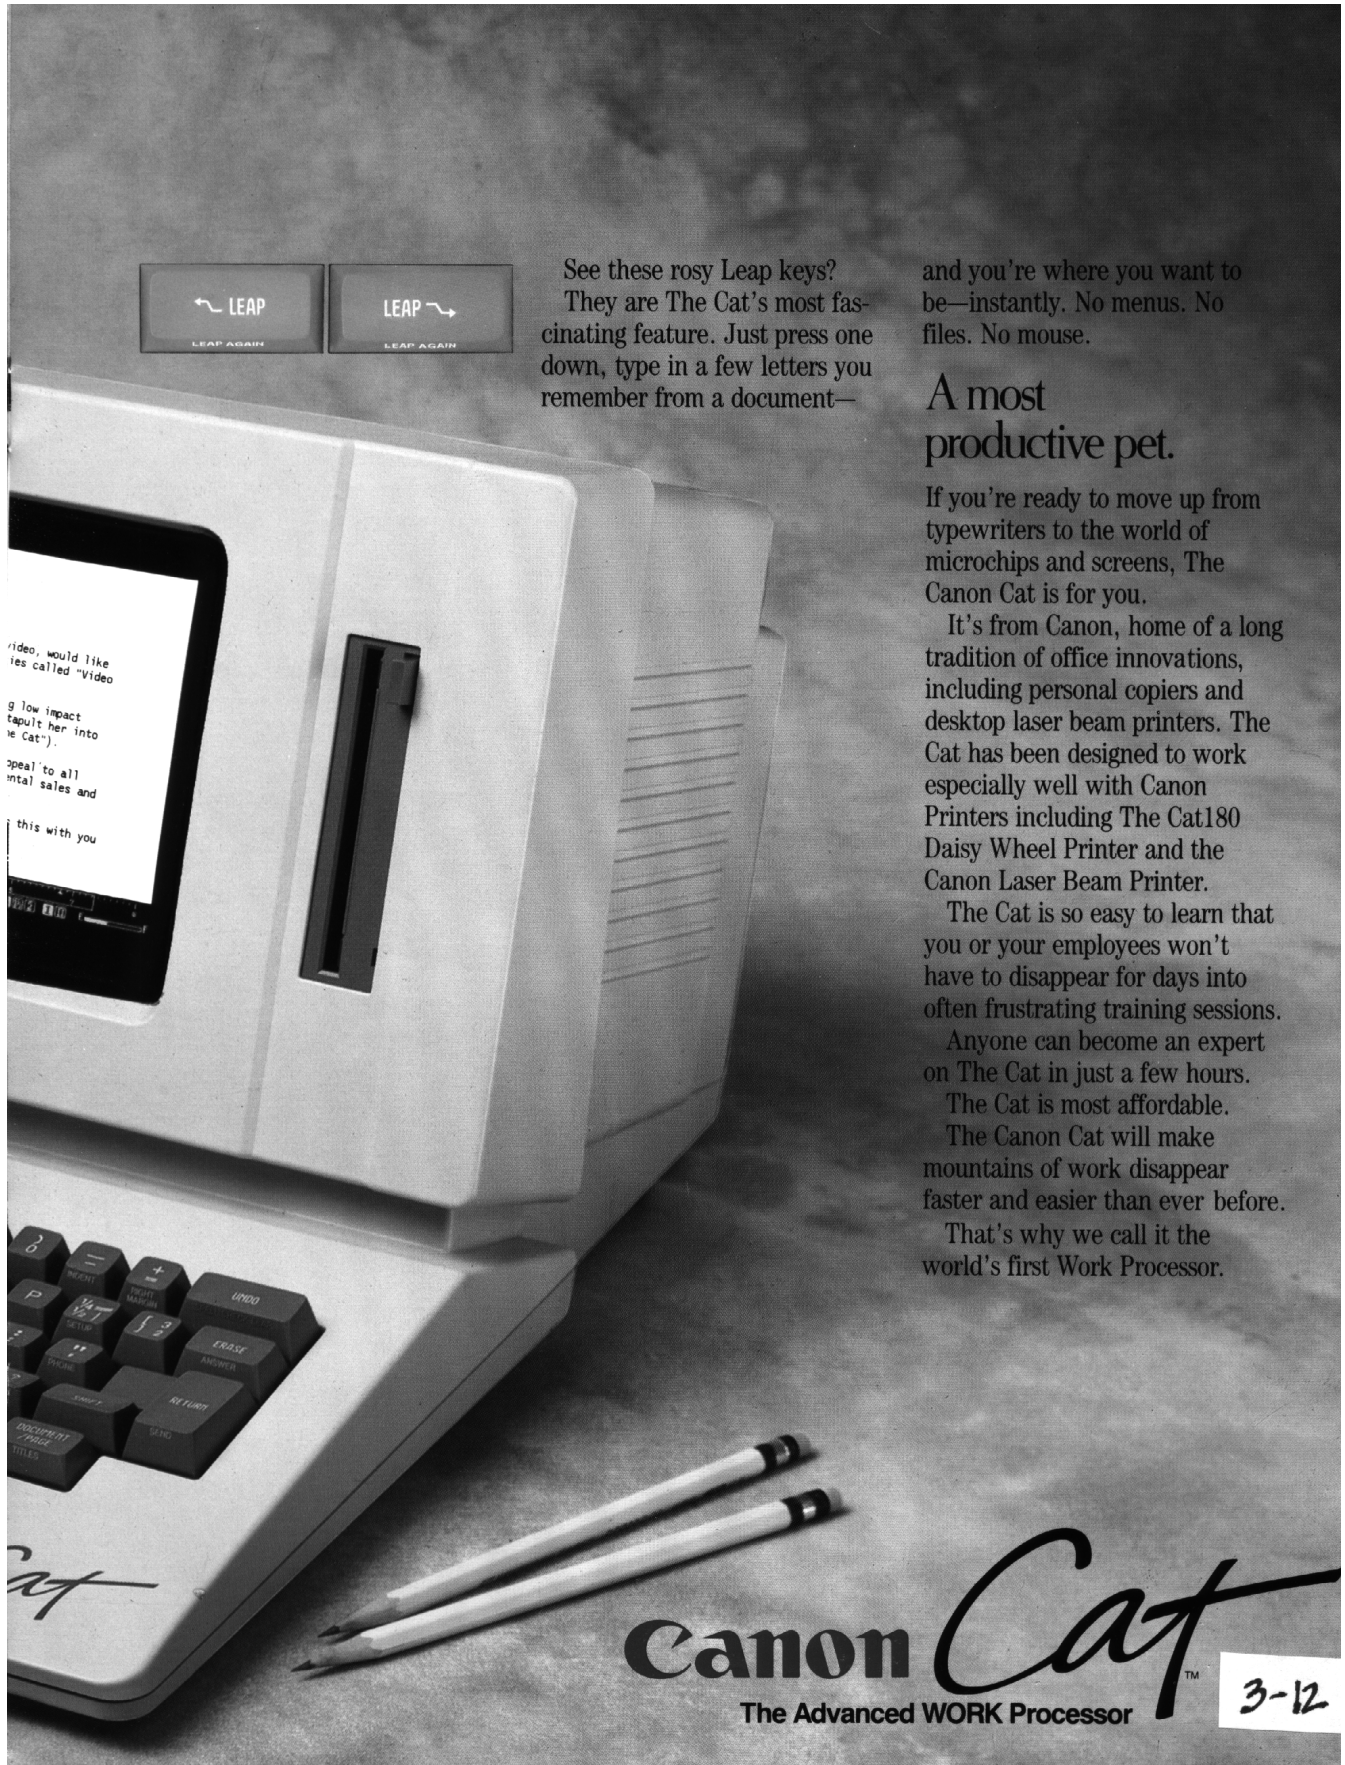 LEAP
LEAP AGAIN
LEAP
LEAP AGAIN
See these rosy Leap keys?
They are The Cat's most fas-
cinating feature. Just press one
down, type in a few letters you
remember from a document—
and you're where you want to
be—instantly. No menus. No
files. No mouse.
A most
productive pet.
If you're ready to move up from
typewriters to the world of
microchips and screens, The
Canon Cat is for you.
It's from Canon, home of a long
tradition of office innovations,
including personal copiers and
desktop laser beam printers. The
Cat has been designed to work
especially well with Canon
Printers including The Cat180
Daisy Wheel Printer and the
Canon Laser Beam Printer.
The Cat is so easy to learn that
you or your employees won't
have to disappear for days into
often frustrating training sessions.
Anyone can become an expert
on The Cat in just a few hours.
The Cat is most affordable.
The Canon Cat will make
mountains of work disappear
faster and easier than ever before.
That's why we call it the
world's first Work Processor.
video, would like
ies called "Video
g low impact
tapult her into
e Cat").
ppeal to all
ental sales and
this with you
INDENT
+
=
RIGHT
MARGIN
UNDO
P
SETUP
ERASE
ANSWER
PHONE
SHIFT
RETURN
SEND
DOCUMENT
/PAGE
TITLES
at
Canon Cat™
The Advanced WORK Processor
3-12